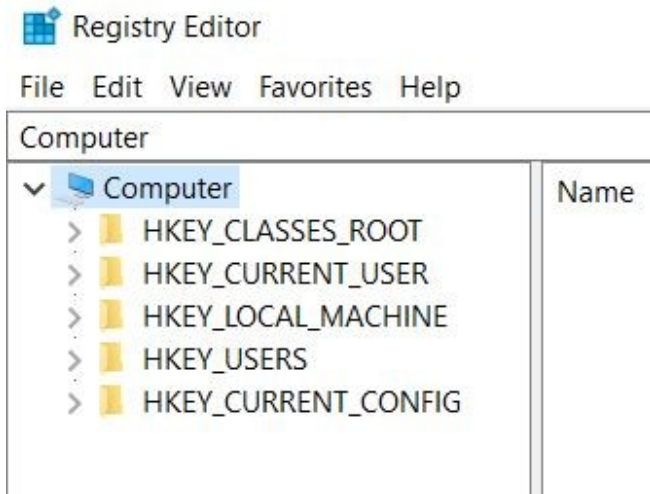 Registry Editor
File Edit View Favorites Help
Computer
Computer
Name
HKEY_CLASSES_ROOT
HKEY_CURRENT_USER
HKEY_LOCAL_MACHINE
HKEY_USERS
HKEY_CURRENT_CONFIG